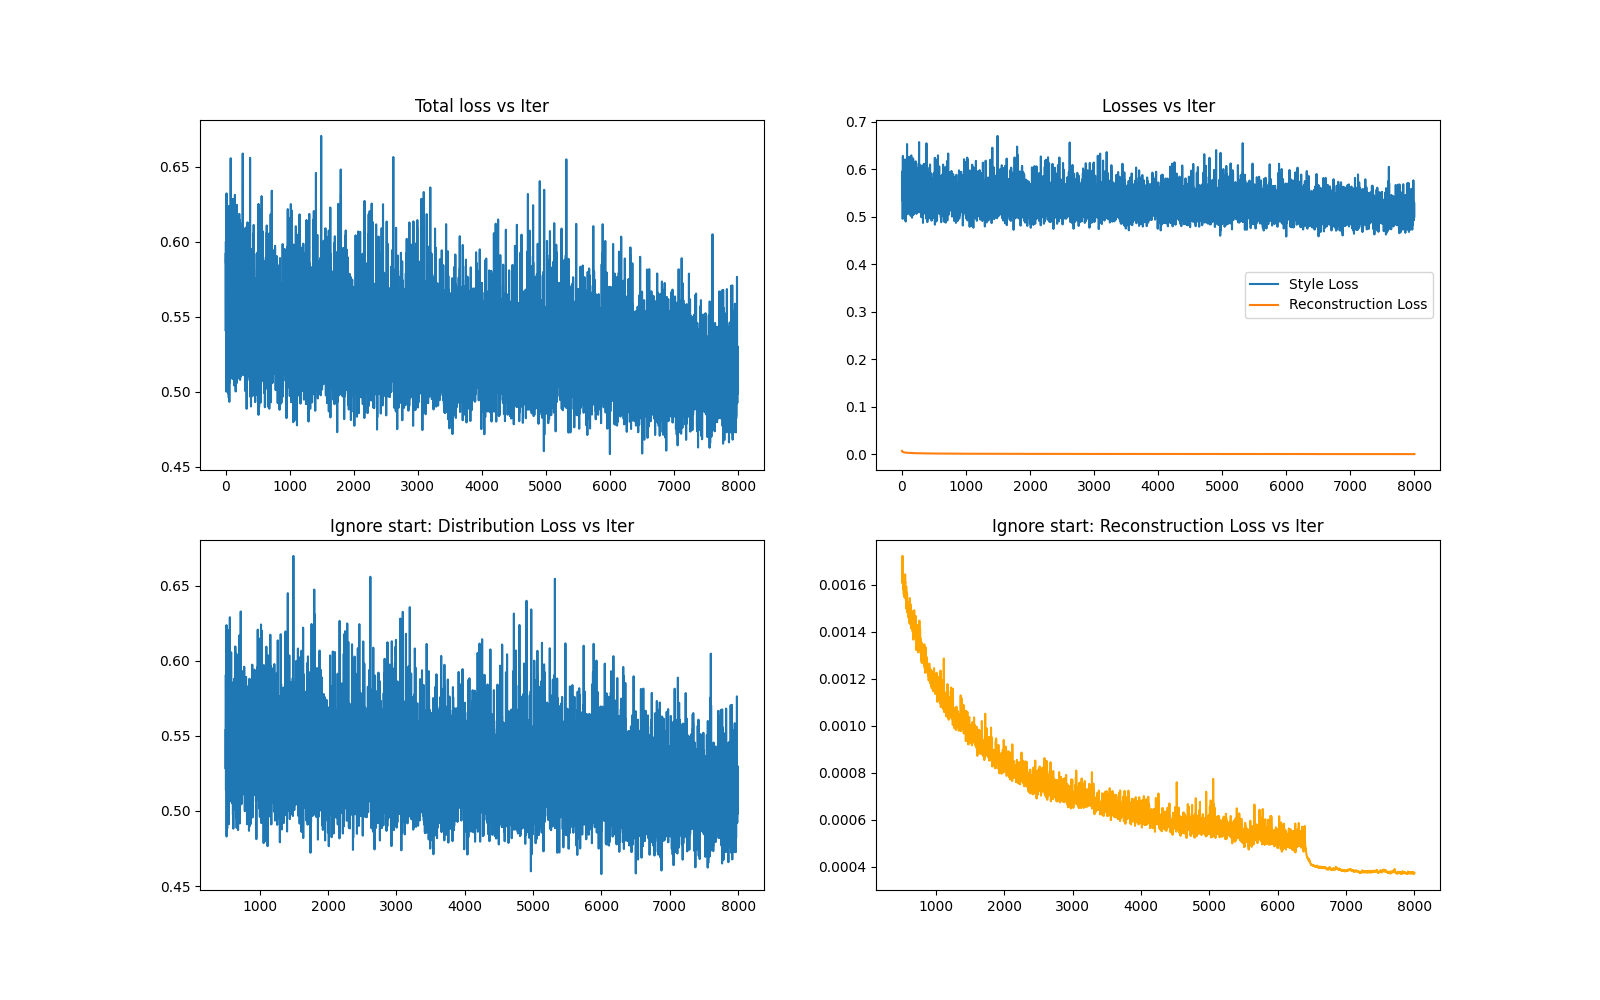 Total loss vs Iter
0.65
0.60
0.55
0.50
0.45
0 1000 2000 3000 4000 5000 6000 7000 8000
Losses vs Iter
0.7
0.6
0.5
0.4
0.3
0.2
0.1
0.0
Style Loss
Reconstruction Loss
0 1000 2000 3000 4000 5000 6000 7000 8000
Ignore start: Distribution Loss vs Iter
0.65
0.60
0.55
0.50
0.45
1000 2000 3000 4000 5000 6000 7000 8000
Ignore start: Reconstruction Loss vs Iter
0.0016
0.0014
0.0012
0.0010
0.0008
0.0006
0.0004
1000 2000 3000 4000 5000 6000 7000 8000